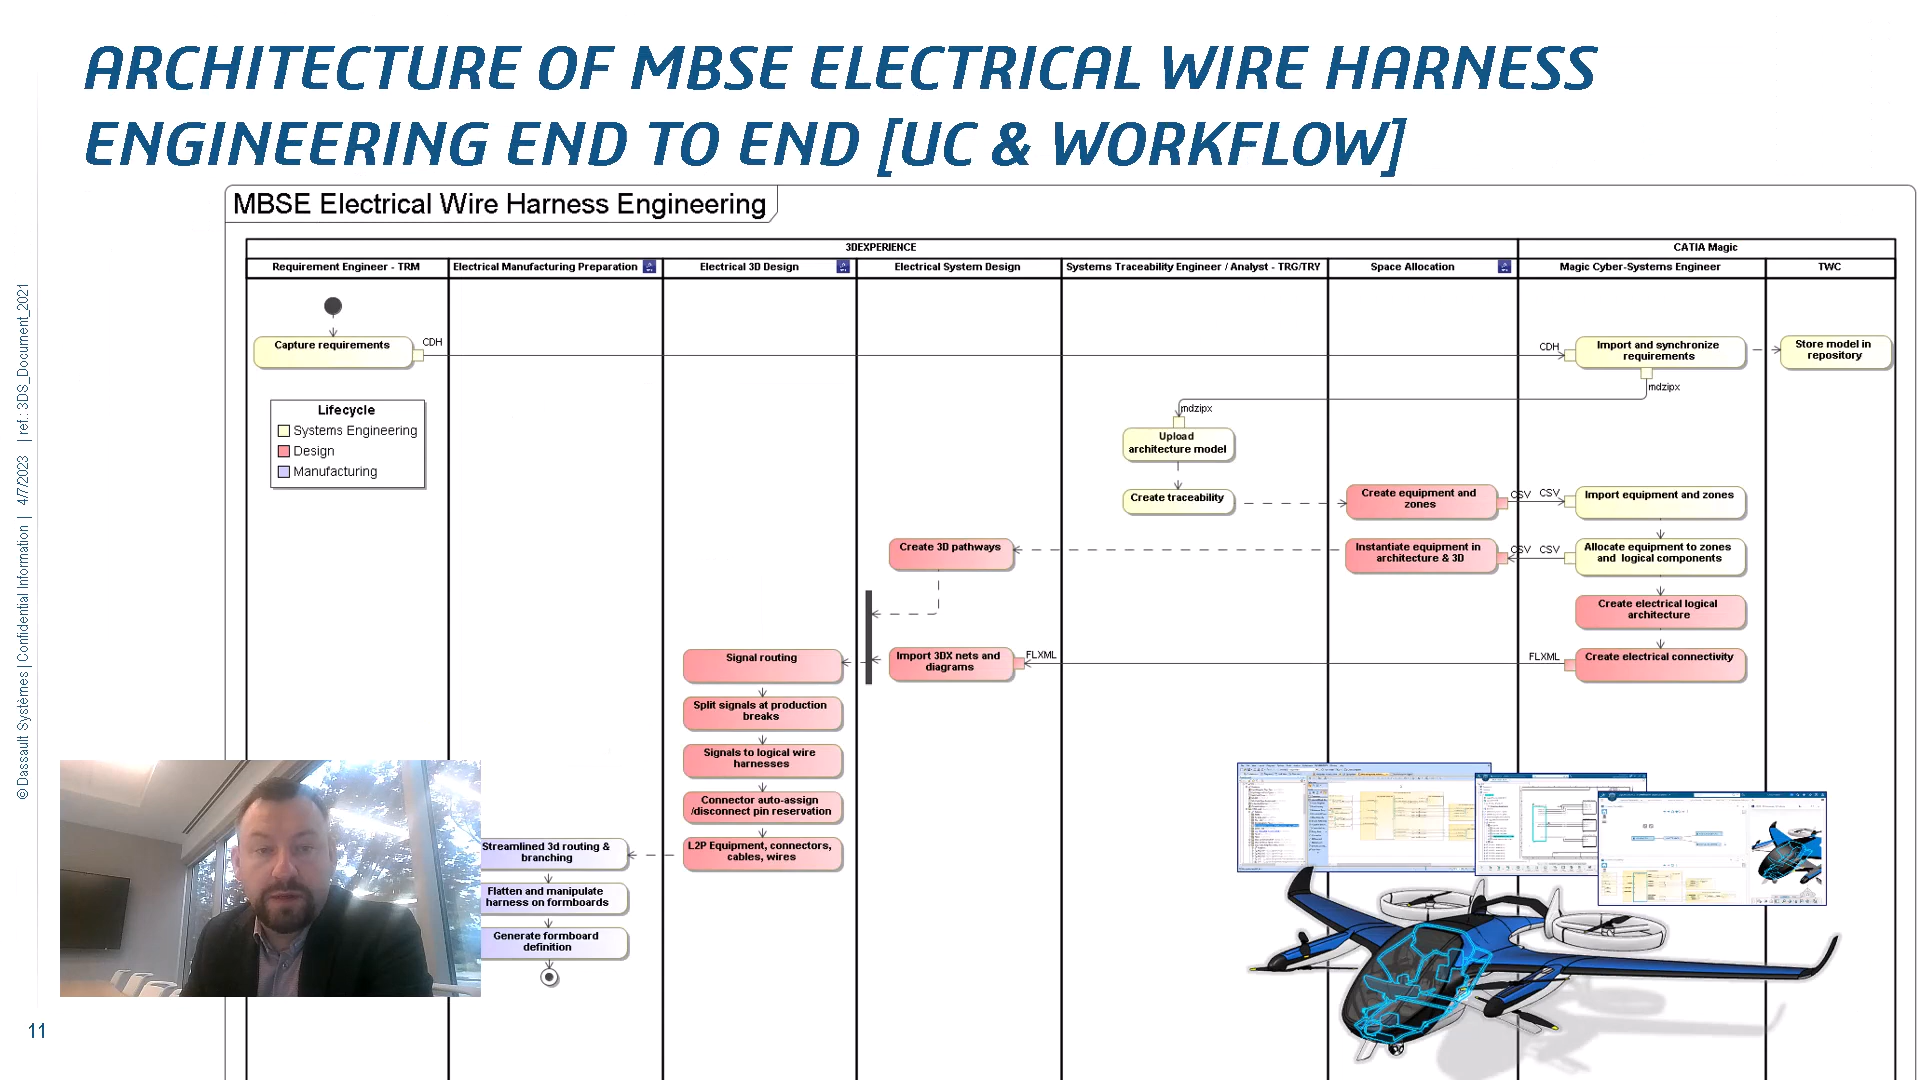 ARCHITECTURE OF MBSE ELECTRICAL WIRE HARNESS
ENGINEERING END TO END [UC & WORKFLOW]
MBSE Electrical Wire Harness Engineering
3DEXPERIENCE
CATIA Magic
Requirement Engineer - TRM
Electrical Manufacturing Preparation
Electrical 3D Design
Electrical System Design
Systems Traceability Engineer / Analyst - TRG/TRY
Space Allocation
Magic Cyber-Systems Engineer
TWC
Capture requirements
CDH
CDH
Import and synchronize
requirements
Store model in
repository
mdzipx
mdzipx
Lifecycle
Systems Engineering
Design
Manufacturing
Upload
architecture model
Create traceability
Create equipment and
zones
CSV
CSV
Import equipment and zones
Create 3D pathways
Instantiate equipment in
architecture & 3D
CSV
CSV
Allocate equipment to zones
and logical components
Create electrical logical
architecture
Signal routing
Import 3DX nets and
diagrams
FLXML
FLXML
Create electrical connectivity
Split signals at production
breaks
Signals to logical wire
harnesses
Connector auto-assign
/disconnect pin reservation
L2P Equipment, connectors,
cables, wires
Streamlined 3d routing &
branching
Flatten and manipulate
harness on formboards
Generate formboard
definition
© Dassault Systèmes | Confidential Information | 4/7/2023 | ref.: 3DS_Document_2021
11